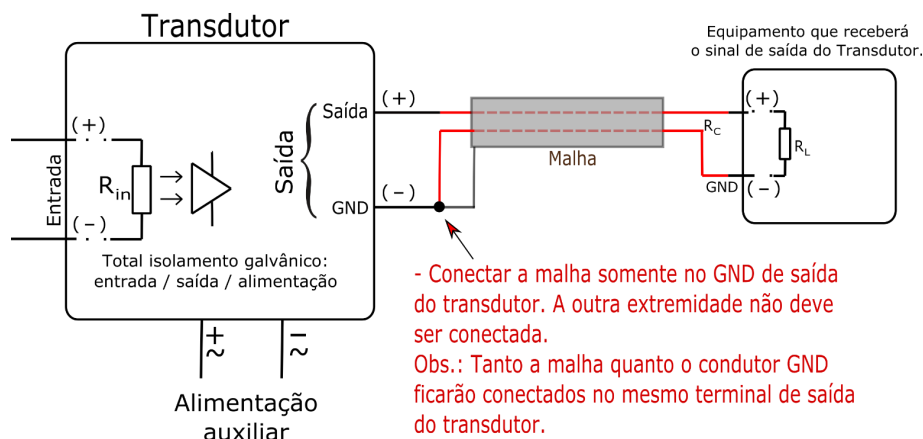 Transdutor
Equipamento que receberá
o sinal de saída do Transdutor.
Entrada
(+)
Rin
(-)
Saída
Saída
(+)
GND
(-)
Malha
RC
(+)
RL
GND
(-)
Total isolamento galvânico:
entrada / saída / alimentação
+
~
-
~
Alimentação
auxiliar
- Conectar a malha somente no GND de saída
do transdutor. A outra extremidade não deve
ser conectada.
Obs.: Tanto a malha quanto o condutor GND
ficarão conectados no mesmo terminal de saída
do transdutor.